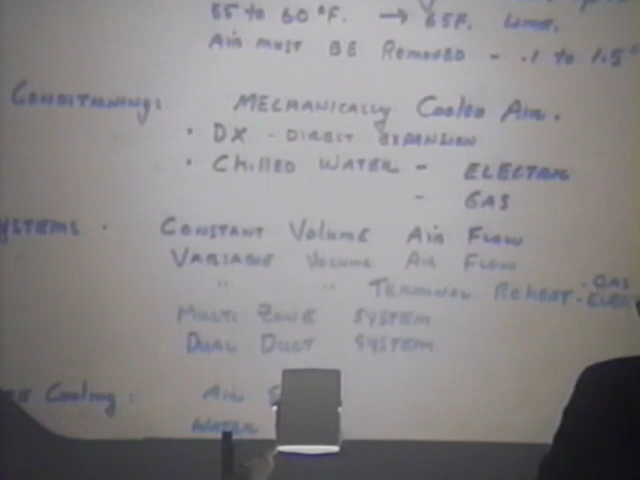 55 to 60°F. → 65F. Limit.
Air must BE REMOVED - .1 to 1.5"
CONDITIONING: MECHANICALLY Cooled Air.
• DX - DIRECT EXPANSION
• Chilled WATER - ELECTRIC
- GAS
YSTEMS. CONSTANT Volume Air Flow
VARIABLE Volume Air Flow
" " TERMINAL REHEAT - GAS
- ELEC
MULTI ZONE SYSTEM
DUAL DUCT SYSTEM
Cooling: Air
WATER